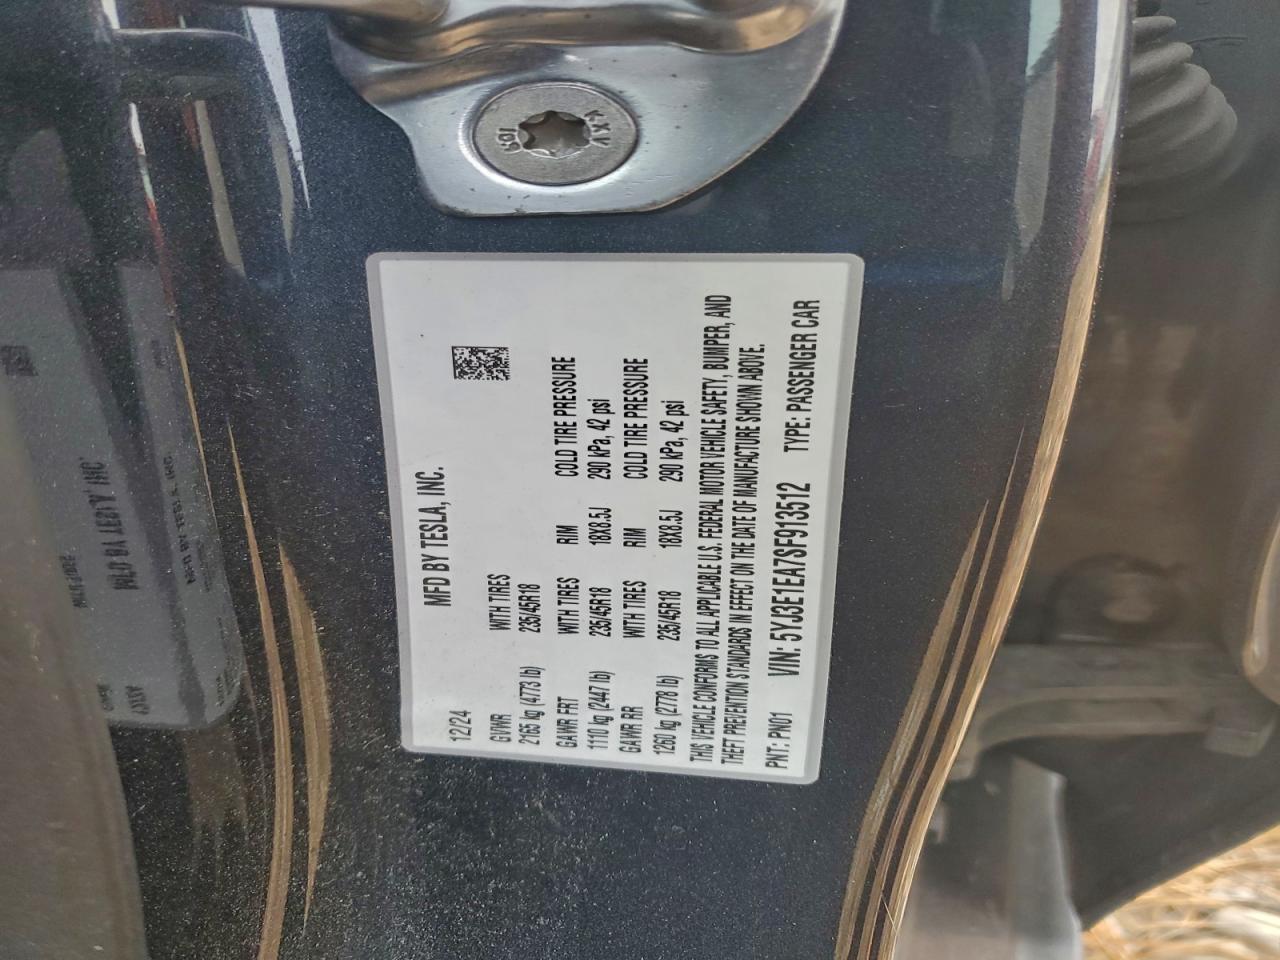 MFD BY TESLA, INC.
12/24
GVWR WITH TIRES
2165 kg (4773 lb) 235/45R18
GAWR FRT WITH TIRES RIM COLD TIRE PRESSURE
1110 kg (2447 lb) 235/45R18 18X8.5J 290 kPa, 42 psi
GAWR RR WITH TIRES RIM COLD TIRE PRESSURE
1260 kg (2778 lb) 235/45R18 18X8.5J 290 kPa, 42 psi
THIS VEHICLE CONFORMS TO ALL APPLICABLE U.S. FEDERAL MOTOR VEHICLE SAFETY, BUMPER, AND
THEFT PREVENTION STANDARDS IN EFFECT ON THE DATE OF MANUFACTURE SHOWN ABOVE.
PNT: PN01 VIN: 5YJ3E1EA7SF913512 TYPE: PASSENGER CAR